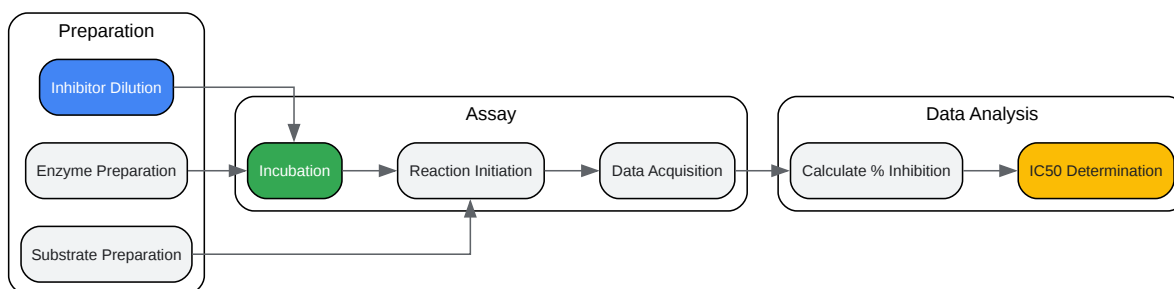 Preparation
Inhibitor Dilution
Enzyme Preparation
Substrate Preparation
Assay
Incubation
Reaction Initiation
Data Acquisition
Data Analysis
Calculate % Inhibition
IC50 Determination